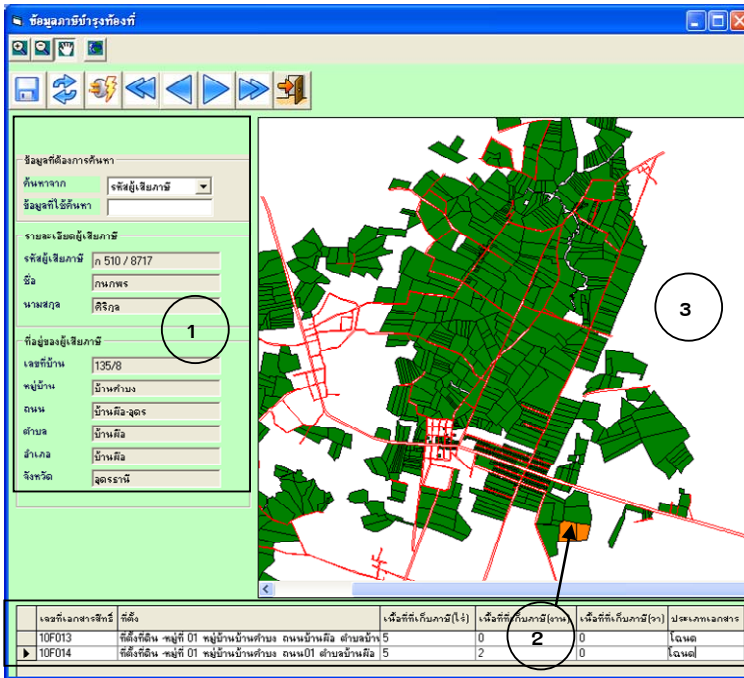 ข้อมูลภาษีบำรุงท้องที่
ข้อมูลที่ต้องการค้นหา
ค้นหาจาก รหัสผู้เสียภาษี
ข้อมูลที่ใช้ค้นหา
รายละเอียดผู้เสียภาษี
รหัสผู้เสียภาษี ก 510 / 8717
ชื่อ กนกพร
นามสกุล ศิริกุล
1
3
ที่อยู่ของผู้เสียภาษี
เลขที่บ้าน 135/8
หมู่บ้าน บ้านคำบง
ถนน บ้านผือ-อุดร
ตำบล บ้านผือ
อำเภอ บ้านผือ
จังหวัด อุดรธานี
เลขที่เอกสารสิทธิ์ ที่ตั้ง เนื้อที่ที่เก็บภาษี(ไร่) เนื้อที่ที่เก็บภาษี(งาน) เนื้อที่ที่เก็บภาษี(วา) ประเภทเอกสาร
10F013 ที่ตั้งที่ดิน -หมู่ที่ 01 หมู่บ้านบ้านคำบง ถนนบ้านผือ ตำบลบ้าน 5 0 0 โฉนด
10F014 ที่ตั้งที่ดิน -หมู่ที่ 01 หมู่บ้านบ้านคำบง ถนน01 ตำบลบ้านผือ 5 2 0 โฉนด
2